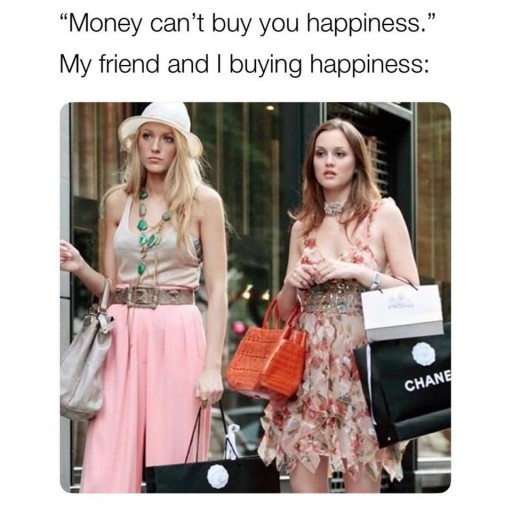 “Money can’t buy you happiness.”
My friend and I buying happiness:
CHANE